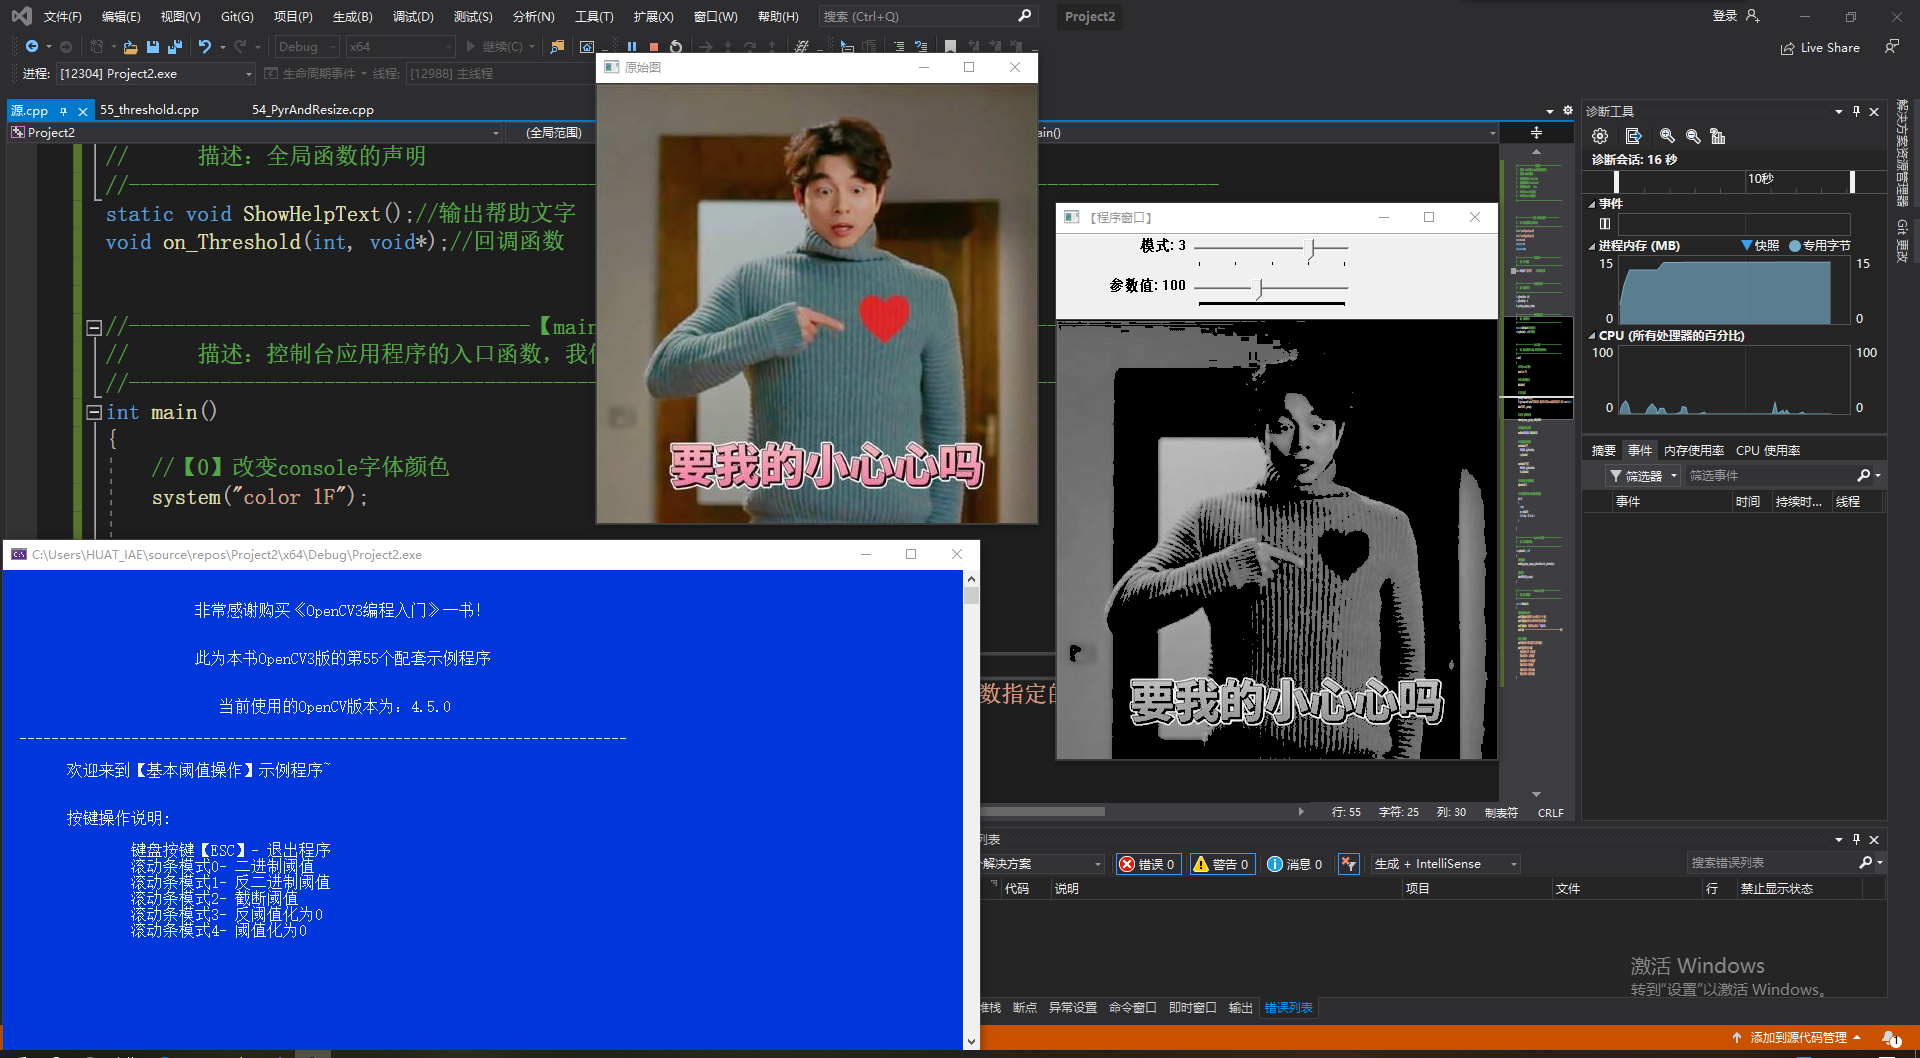 文件(F) 编辑(E) 视图(V) Git(G) 项目(P) 生成(B) 调试(D) 测试(S) 分析(N) 工具(T) 扩展(X) 窗口(W) 帮助(H) 搜索 (Ctrl+Q) Project2 登录
Debug x64 继续(C) Live Share
进程: [12304] Project2.exe 生命周期事件 线程: [12988] 主线程
源.cpp 55_threshold.cpp 54_PyrAndResize.cpp
Project2 (全局范围) ain()
// 描述：全局函数的声明
static void ShowHelpText();//输出帮助文字
void on_Threshold(int, void*);//回调函数
//-----------------------------------【main
// 描述：控制台应用程序的入口函数，我们
int main()
{
//【0】改变console字体颜色
system("color 1F");
数指定的
原始图
要我的小心心吗
【程序窗口】
模式: 3
参数值: 100
要我的小心心吗
C:\Users\HUAT_IAE\source\repos\Project2\x64\Debug\Project2.exe
非常感谢购买《OpenCV3编程入门》一书!
此为本书OpenCV3版的第55个配套示例程序
当前使用的OpenCV版本为：4.5.0
----------------------------------------------------------------------------
欢迎来到【基本阈值操作】示例程序~
按键操作说明:
键盘按键【ESC】- 退出程序
滚动条模式0- 二进制阈值
滚动条模式1- 反二进制阈值
滚动条模式2- 截断阈值
滚动条模式3- 反阈值化为0
滚动条模式4- 阈值化为0
行: 55 字符: 25 列: 30 制表符 CRLF
诊断工具
诊断会话: 16 秒
10秒
事件
进程内存 (MB) 快照 专用字节
15 15
0 0
CPU (所有处理器的百分比)
100 100
0 0
摘要 事件 内存使用率 CPU 使用率
筛选器 筛选事件
事件 时间 持续时... 线程
解决方案资源管理器
Git 更改
列表
解决方案 错误 0 警告 0 消息 0 生成 + IntelliSense 搜索错误列表
代码 说明 项目 文件 行 禁止显示状态
激活 Windows
转到"设置"以激活 Windows。
堆栈 断点 异常设置 命令窗口 即时窗口 输出 错误列表
添加到源代码管理 1